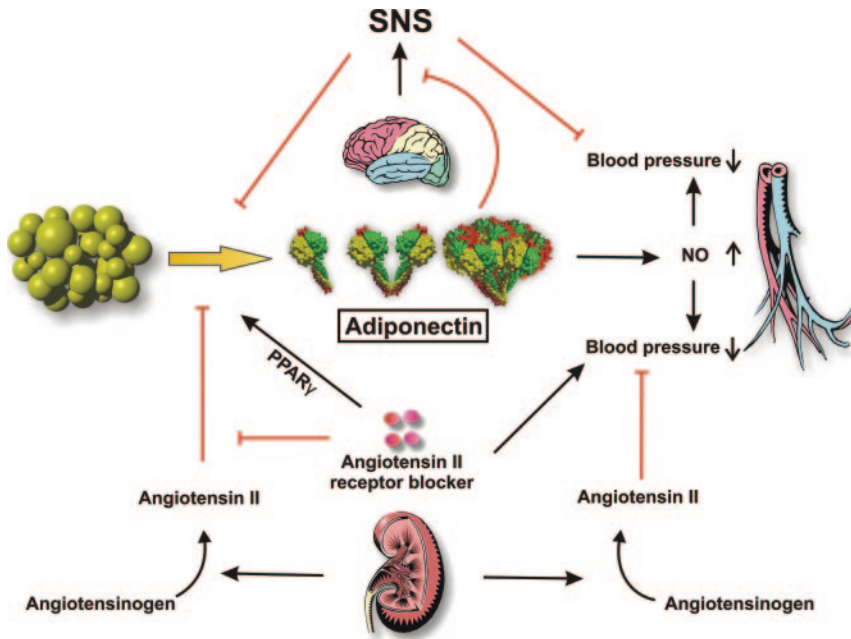 SNS
Blood pressure ↓
NO ↑
Adiponectin
Blood pressure ↓
PPARγ
Angiotensin II
receptor blocker
Angiotensin II
Angiotensin II
Angiotensinogen
Angiotensinogen